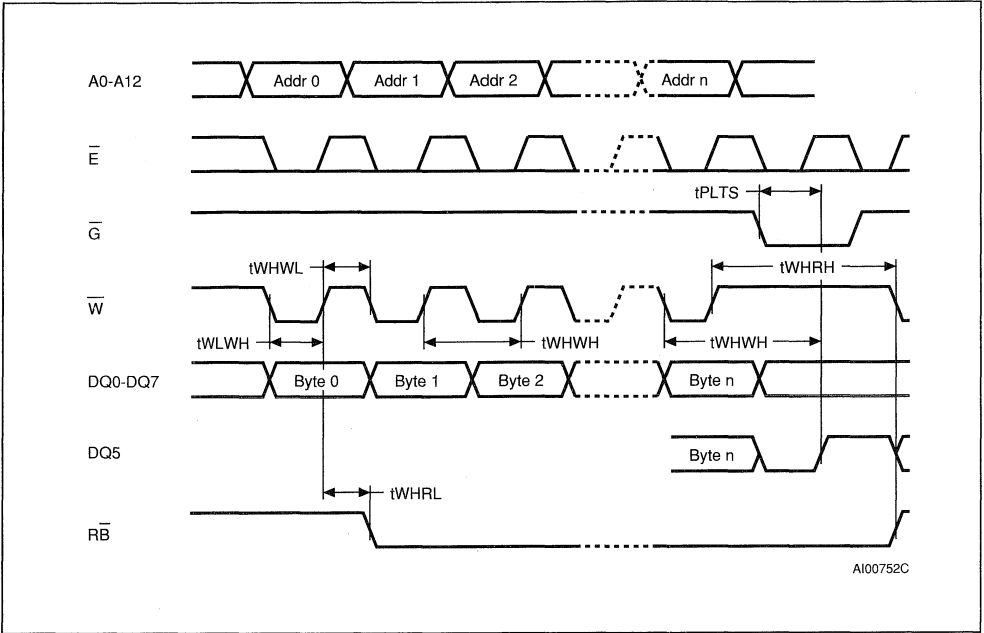 A0-A12
Addr 0 Addr 1 Addr 2 Addr n
E̅
tPLTS
G̅
tWHWL tWHRH
W̅
tWLWH tWHWH tWHWH
DQ0-DQ7
Byte 0 Byte 1 Byte 2 Byte n
DQ5
Byte n
tWHRL
RB̅
AI00752C